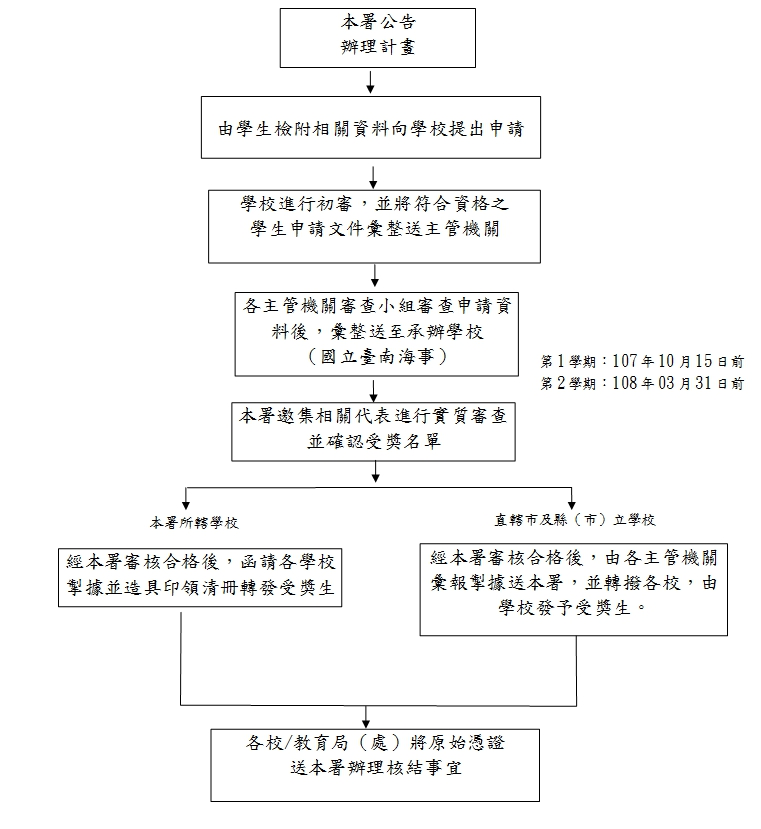 本署公告
辦理計畫
由學生檢附相關資料向學校提出申請
學校進行初審，並將符合資格之
學生申請文件彙整送主管機關
各主管機關審查小組審查申請資
料後，彙整送至承辦學校
（國立臺南海事）
第1學期：107年10月15日前
第2學期：108年03月31日前
本署邀集相關代表進行實質審查
並確認受獎名單
本署所轄學校
經本署審核合格後，函請各學校
掣據並造具印領清冊轉發受獎生
直轄市及縣（市）立學校
經本署審核合格後，由各主管機關
彙報掣據送本署，並轉撥各校，由
學校發予受獎生。
各校/教育局（處）將原始憑證
送本署辦理核結事宜